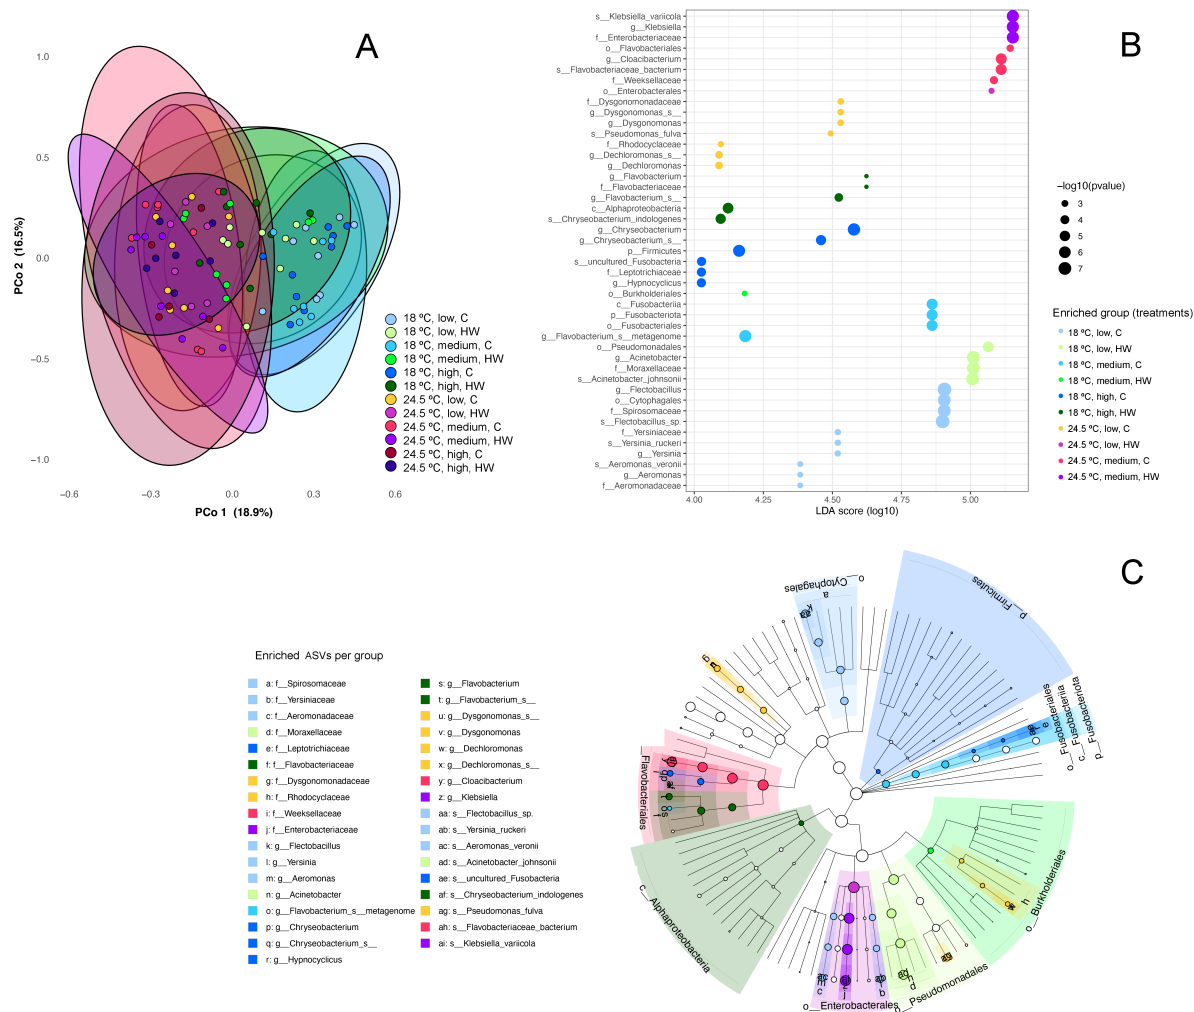 A
1.0
0.5
0.0
−0.5
−1.0
−0.6
−0.3
0.0
0.3
0.6
PCo 2 (16.5%)
PCo 1 (18.9%)
18 ºC, low, C
18 ºC, low, HW
18 ºC, medium, C
18 ºC, medium, HW
18 ºC, high, C
18 ºC, high, HW
24.5 ºC, low, C
24.5 ºC, low, HW
24.5 ºC, medium, C
24.5 ºC, medium, HW
24.5 ºC, high, C
24.5 ºC, high, HW
B
s__Klebsiella_variicola
g__Klebsiella
f__Enterobacteriaceae
o__Flavobacteriales
g__Cloacibacterium
s__Flavobacteriaceae_bacterium
f__Weeksellaceae
o__Enterobacterales
f__Dysgonomonadaceae
g__Dysgonomonas_s__
g__Dysgonomonas
s__Pseudomonas_fulva
f__Rhodocyclaceae
g__Dechloromonas_s__
g__Dechloromonas
g__Flavobacterium
f__Flavobacteriaceae
g__Flavobacterium_s__
c__Alphaproteobacteria
s__Chryseobacterium_indologenes
g__Chryseobacterium
g__Chryseobacterium_s__
p__Firmicutes
s__uncultured_Fusobacteria
f__Leptotrichiaceae
g__Hypnocyclicus
o__Burkholderiales
c__Fusobacteriia
p__Fusobacteriota
o__Fusobacteriales
g__Flavobacterium_s__metagenome
o__Pseudomonadales
g__Acinetobacter
f__Moraxellaceae
s__Acinetobacter_johnsonii
g__Flectobacillus
o__Cytophagales
f__Spirosomaceae
s__Flectobacillus_sp.
f__Yersiniaceae
s__Yersinia_ruckeri
g__Yersinia
s__Aeromonas_veronii
g__Aeromonas
f__Aeromonadaceae
4.00
4.25
4.50
4.75
5.00
LDA score (log10)
−log10(pvalue)
3
4
5
6
7
Enriched group (treatments)
18 ºC, low, C
18 ºC, low, HW
18 ºC, medium, C
18 ºC, medium, HW
18 ºC, high, C
18 ºC, high, HW
24.5 ºC, low, C
24.5 ºC, low, HW
24.5 ºC, medium, C
24.5 ºC, medium, HW
Enriched ASVs per group
a: f__Spirosomaceae
b: f__Yersiniaceae
c: f__Aeromonadaceae
d: f__Moraxellaceae
e: f__Leptotrichiaceae
f: f__Flavobacteriaceae
g: f__Dysgonomonadaceae
h: f__Rhodocyclaceae
i: f__Weeksellaceae
j: f__Enterobacteriaceae
k: g__Flectobacillus
l: g__Yersinia
m: g__Aeromonas
n: g__Acinetobacter
o: g__Flavobacterium_s__metagenome
p: g__Chryseobacterium
q: g__Chryseobacterium_s__
r: g__Hypnocyclicus
s: g__Flavobacterium
t: g__Flavobacterium_s__
u: g__Dysgonomonas_s__
v: g__Dysgonomonas
w: g__Dechloromonas
x: g__Dechloromonas_s__
y: g__Cloacibacterium
z: g__Klebsiella
aa: s__Flectobacillus_sp.
ab: s__Yersinia_ruckeri
ac: s__Aeromonas_veronii
ad: s__Acinetobacter_johnsonii
ae: s__uncultured_Fusobacteria
af: s__Chryseobacterium_indologenes
ag: s__Pseudomonas_fulva
ah: s__Flavobacteriaceae_bacterium
ai: s__Klebsiella_variicola
C
o__Cytophagales
a
p__Firmicutes
o__Fusobacteriales
c__Fusobacteriia
p__Fusobacteriota
Flavobacteriales
c__Alphaproteobacteria
o__Enterobacterales
o__Pseudomonadales
o__Burkholderiales
h
d
b
j
c